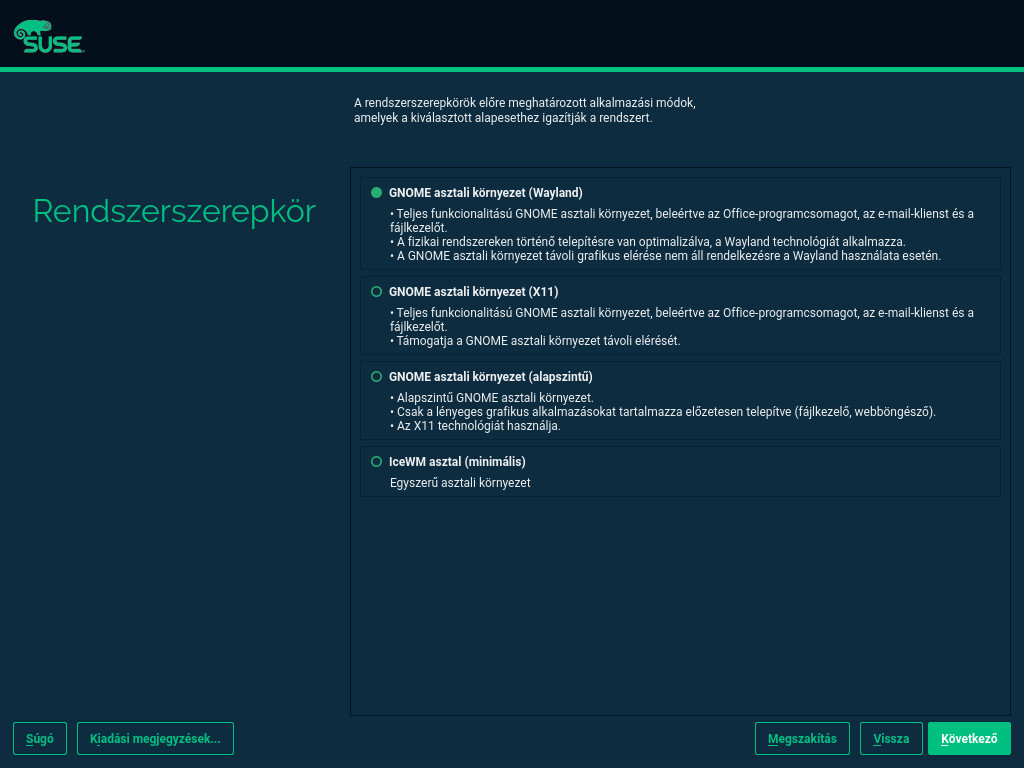 SUSE
A rendszerszerepkörök előre meghatározott alkalmazási módok,
amelyek a kiválasztott alapesethez igazítják a rendszert.
Rendszerszerepkör
GNOME asztali környezet (Wayland)
• Teljes funkcionalitású GNOME asztali környezet, beleértve az Office-programcsomagot, az e-mail-klienst és a
fájlkezelőt.
• A fizikai rendszereken történő telepítésre van optimalizálva, a Wayland technológiát alkalmazza.
• A GNOME asztali környezet távoli grafikus elérése nem áll rendelkezésre a Wayland használata esetén.
GNOME asztali környezet (X11)
• Teljes funkcionalitású GNOME asztali környezet, beleértve az Office-programcsomagot, az e-mail-klienst és a
fájlkezelőt.
• Támogatja a GNOME asztali környezet távoli elérését.
GNOME asztali környezet (alapszintű)
• Alapszintű GNOME asztali környezet.
• Csak a lényeges grafikus alkalmazásokat tartalmazza előzetesen telepítve (fájlkezelő, webböngésző).
• Az X11 technológiát használja.
IceWM asztal (minimális)
Egyszerű asztali környezet
Súgó
Kiadási megjegyzések...
Megszakítás
Vissza
Következő